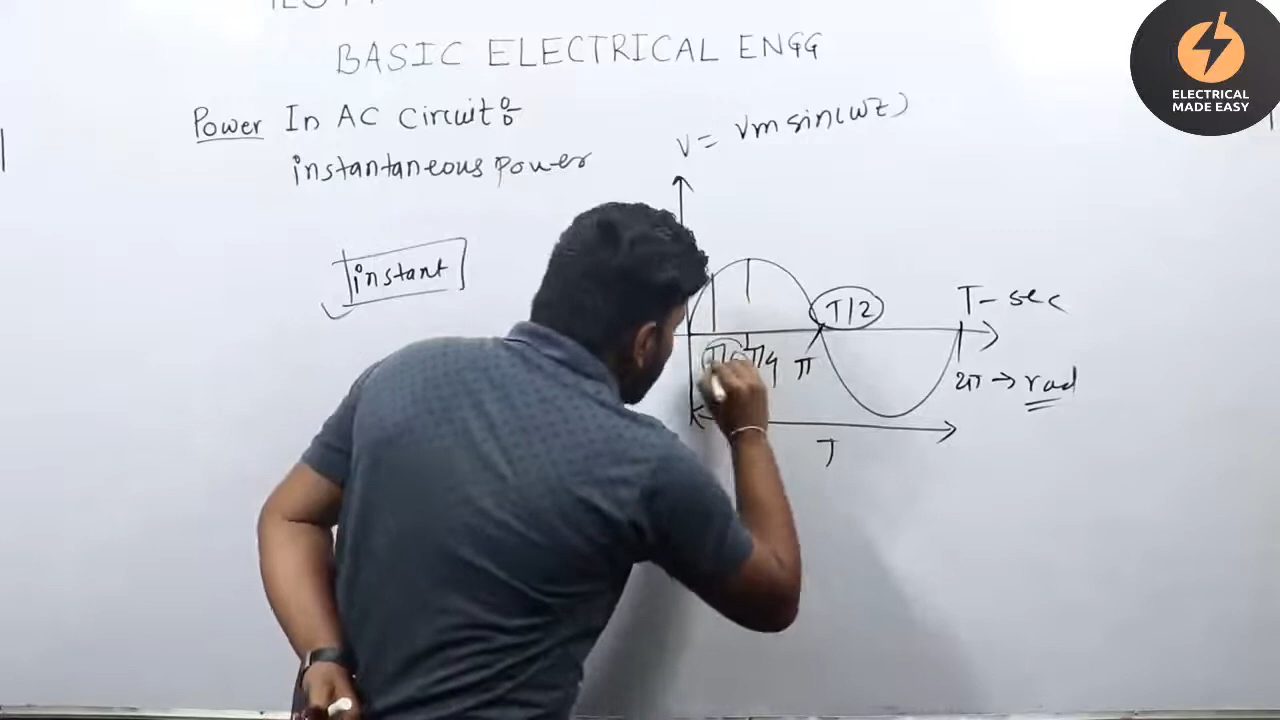 BASIC ELECTRICAL ENGG
ELECTRICAL
MADE EASY
Power In AC Circuit:
instantaneous power
V = Vm sin(ωt)
instant
T/2
T - sec
π/4
π
2π → rad
T